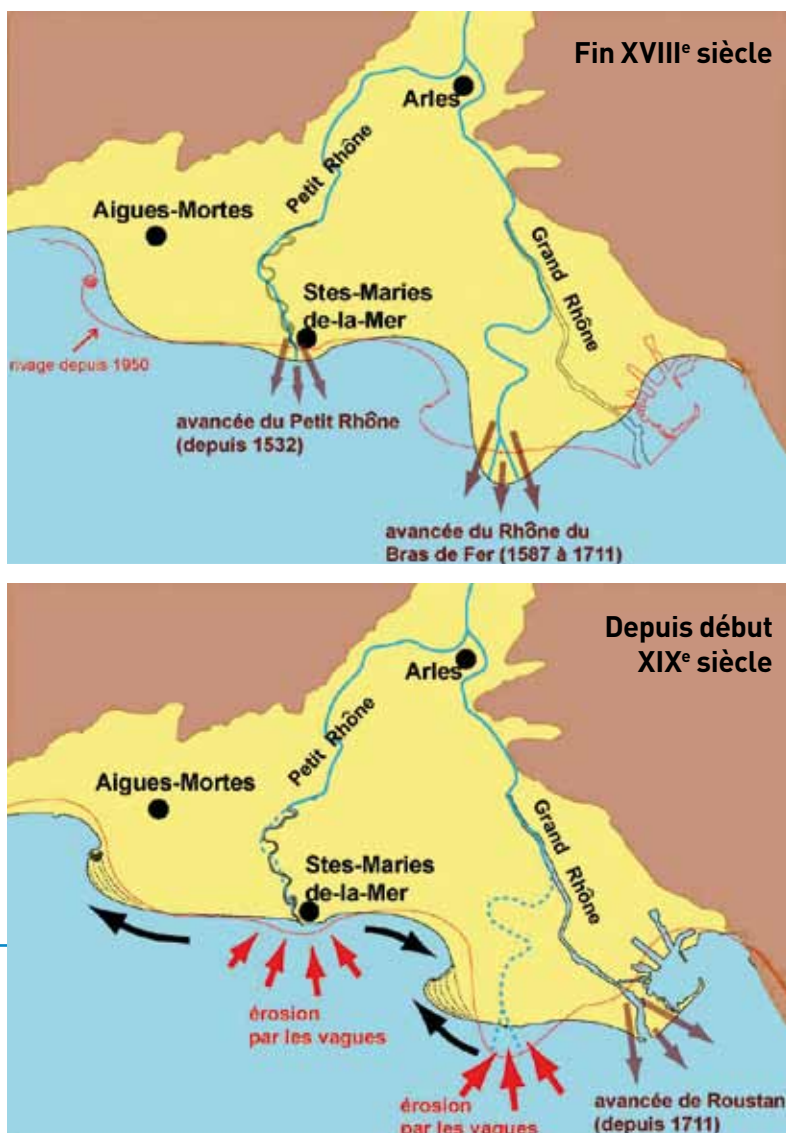 Fin XVIIIe siècle
Arles
Petit Rhône
Aigues-Mortes
Grand Rhône
Stes-Maries
de-la-Mer
rivage depuis 1950
avancée du Petit Rhône
(depuis 1532)
avancée du Rhône du
Bras de Fer (1587 à 1711)
Depuis début
XIXe siècle
Arles
Petit Rhône
Aigues-Mortes
Grand Rhône
Stes-Maries
de-la-Mer
érosion
par les vagues
érosion
par les vagues
avancée de Roustan
(depuis 1711)